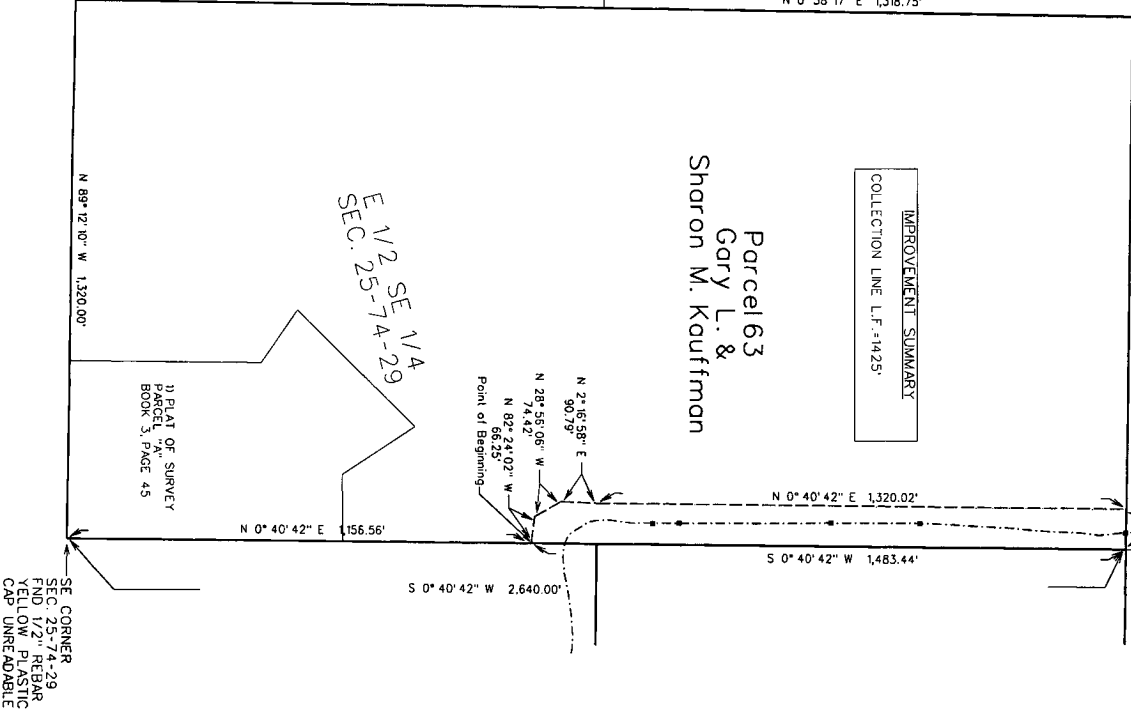 N 0° 38' 17" E 1,318.75'
IMPROVEMENT SUMMARY
COLLECTION LINE L.F.=1425'
Parcel 63
Gary L. &
Sharon M. Kauffman
E 1/2 SE 1/4
SEC. 25-74-29
N 89° 12' 10" W 1,320.00'
1) PLAT OF SURVEY
PARCEL "A"
BOOK 3, PAGE 45
N 2° 16' 58" E
90.79'
N 28° 56' 06" W
74.42'
N 82° 24' 02" W
66.25'
Point of Beginning
N 0° 40' 42" E 1,320.02'
N 0° 40' 42" E 1,156.56'
S 0° 40' 42" W 1,483.44'
S 0° 40' 42" W 2,640.00'
SE CORNER
SEC. 25-74-29
FND 1/2" REBAR
YELLOW PLASTIC
CAP UNREADABLE